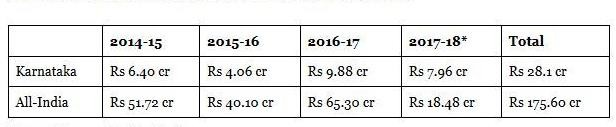 2014-15 2015-16 2016-17 2017-18* Total
Karnataka Rs 6.40 cr Rs 4.06 cr Rs 9.88 cr Rs 7.96 cr Rs 28.1 cr
All-India Rs 51.72 cr Rs 40.10 cr Rs 65.30 cr Rs 18.48 cr Rs 175.60 cr